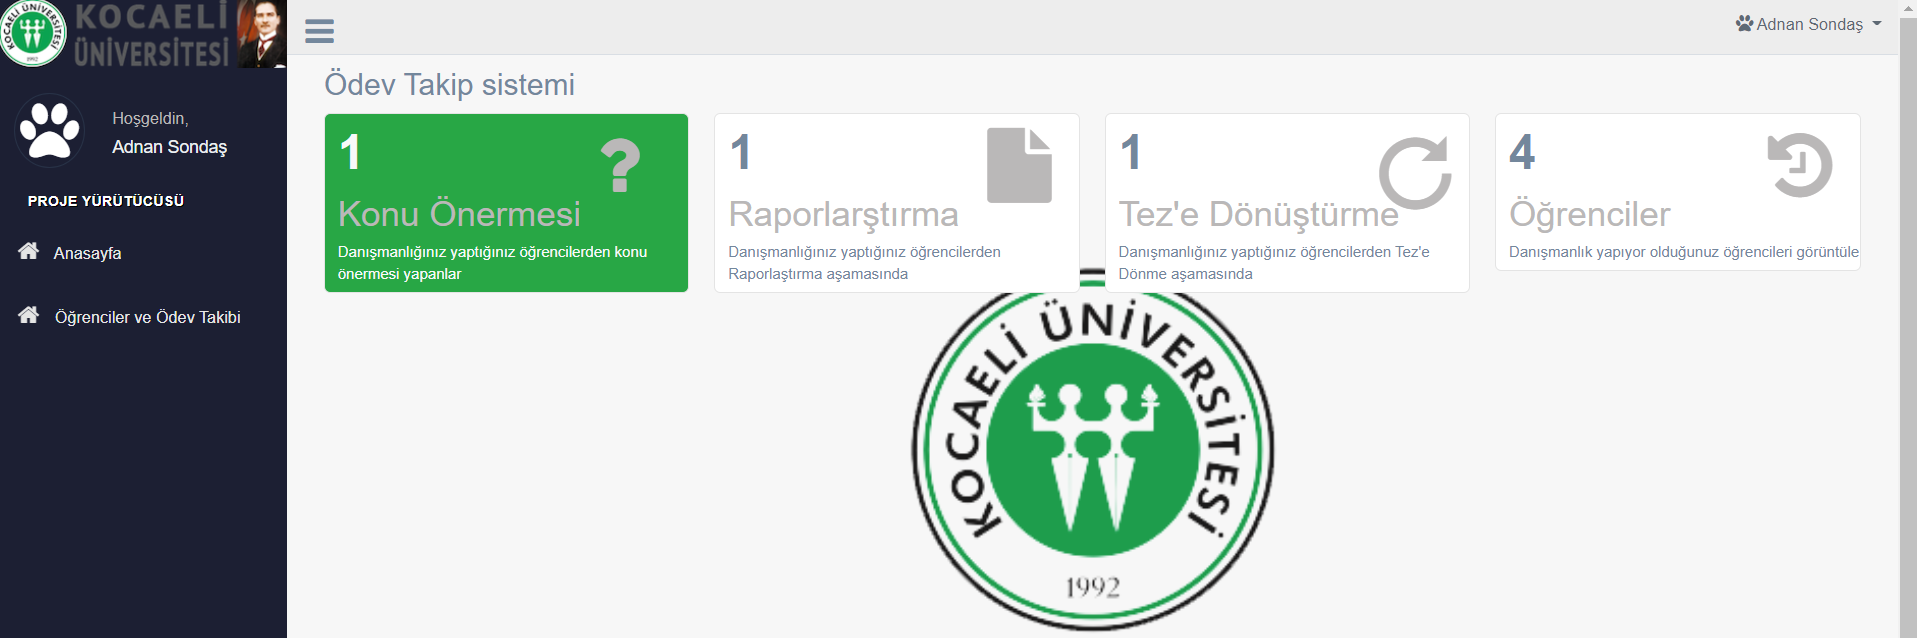 KOCAELİ
ÜNİVERSİTESİ
KOCAELİ ÜNİVERSİTESİ
1992
Adnan Sondaş
Hoşgeldin,
Adnan Sondaş
PROJE YÜRÜTÜCÜSÜ
Anasayfa
Öğrenciler ve Ödev Takibi
Ödev Takip sistemi
1
Konu Önermesi
Danışmanlığınız yaptığınız öğrencilerden konu
önermesi yapanlar
1
Raporlarştırma
Danışmanlığınız yaptığınız öğrencilerden
Raporlaştırma aşamasında
1
Tez'e Dönüştürme
Danışmanlığınız yaptığınız öğrencilerden Tez'e
Dönme aşamasında
4
Öğrenciler
Danışmanlık yapıyor olduğunuz öğrencileri görüntüle
KOCAELİ ÜNİVERSİTESİ
1992